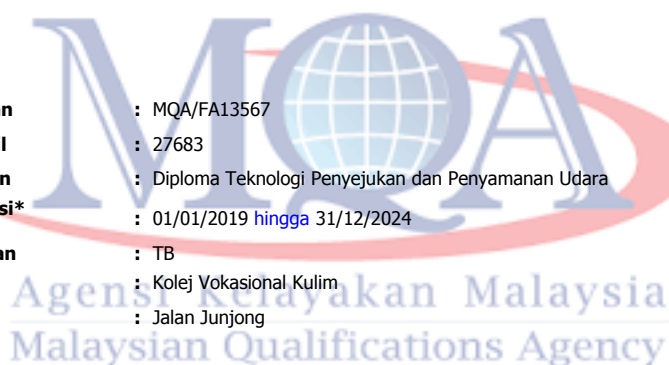 MQA
an : MQA/FA13567
l : 27683
n : Diploma Teknologi Penyejukan dan Penyamanan Udara
si*
: 01/01/2019 hingga 31/12/2024
an : TB
: Kolej Vokasional Kulim
: Jalan Junjong
Agensi Kelayakan Malaysia
Malaysian Qualifications Agency